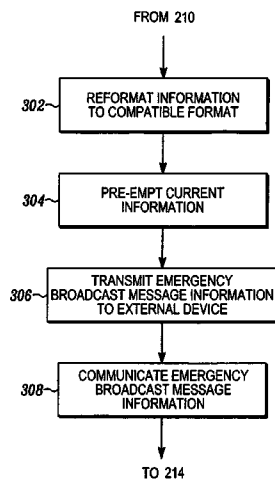 FROM 210
302
REFORMAT INFORMATION
TO COMPATIBLE FORMAT
304
PRE-EMPT CURRENT
INFORMATION
306
TRANSMIT EMERGENCY
BROADCAST MESSAGE INFORMATION
TO EXTERNAL DEVICE
308
COMMUNICATE EMERGENCY
BROADCAST MESSAGE
INFORMATION
TO 214